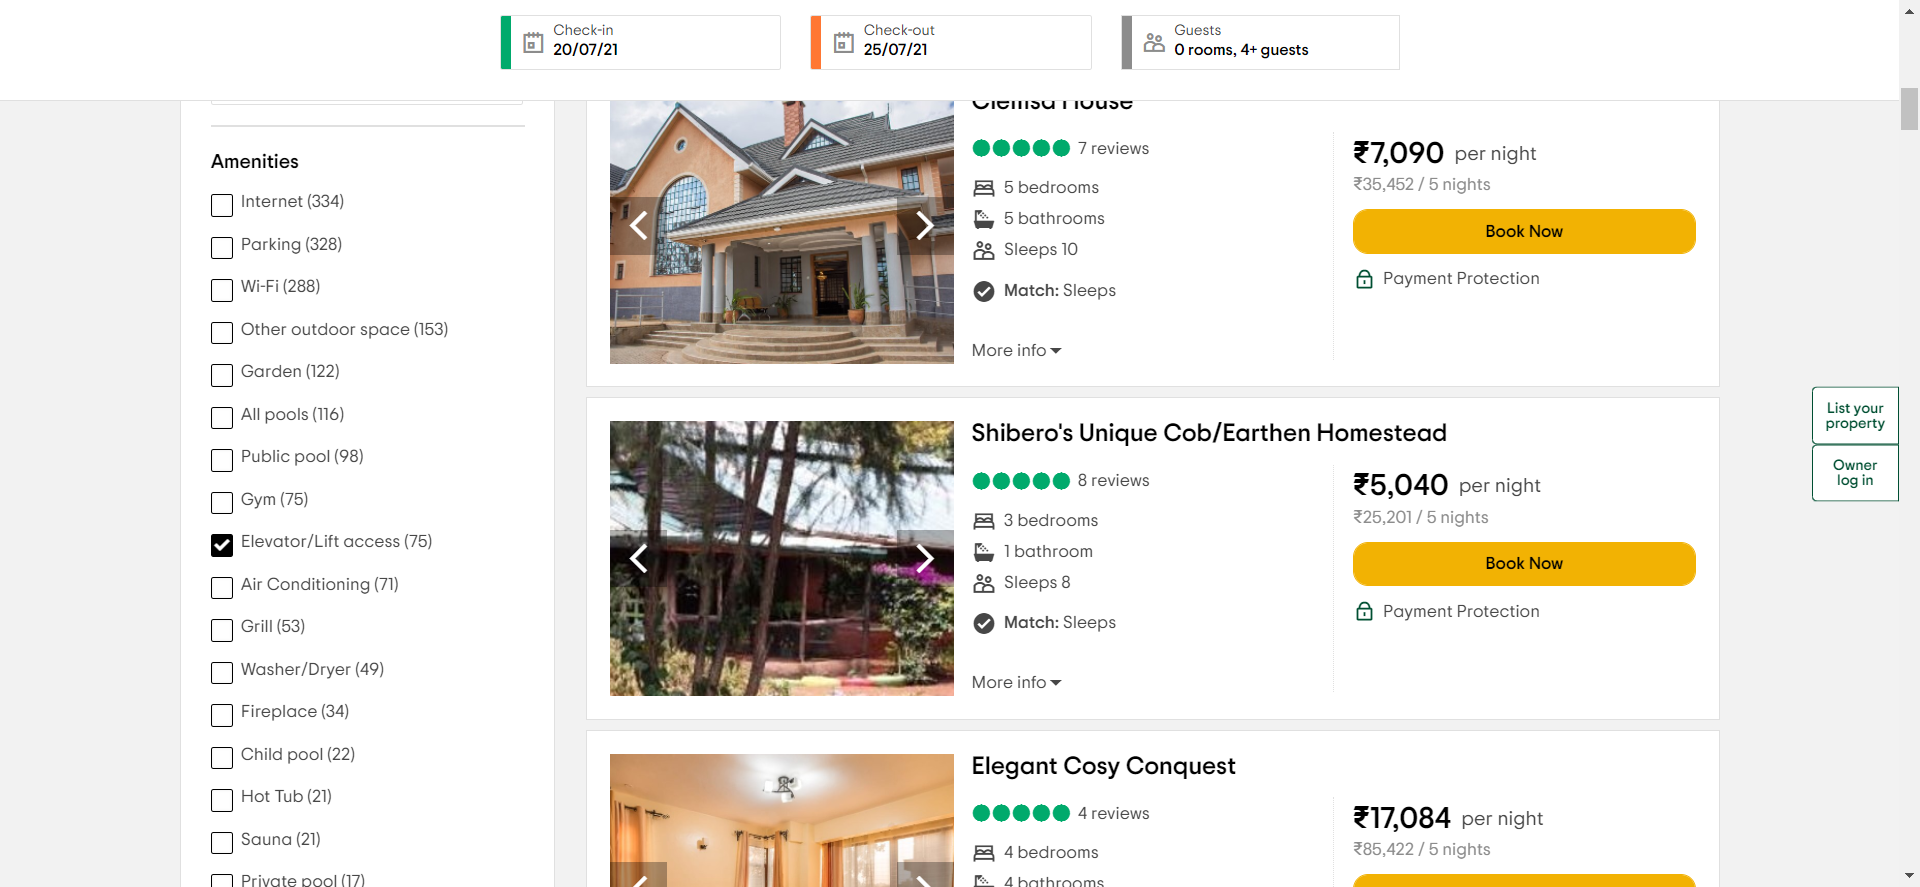 Check-in
20/07/21
Check-out
25/07/21
Guests
0 rooms, 4+ guests
Amenities
Internet (334)
Parking (328)
Wi-Fi (288)
Other outdoor space (153)
Garden (122)
All pools (116)
Public pool (98)
Gym (75)
Elevator/Lift access (75)
Air Conditioning (71)
Grill (53)
Washer/Dryer (49)
Fireplace (34)
Child pool (22)
Hot Tub (21)
Sauna (21)
Private pool (17)
Clemsa House
7 reviews
5 bedrooms
5 bathrooms
Sleeps 10
Match: Sleeps
More info
₹7,090 per night
₹35,452 / 5 nights
Book Now
Payment Protection
Shibero's Unique Cob/Earthen Homestead
8 reviews
3 bedrooms
1 bathroom
Sleeps 8
Match: Sleeps
More info
₹5,040 per night
₹25,201 / 5 nights
Book Now
Payment Protection
Elegant Cosy Conquest
4 reviews
4 bedrooms
4 bathrooms
₹17,084 per night
₹85,422 / 5 nights
List your
property
Owner
log in